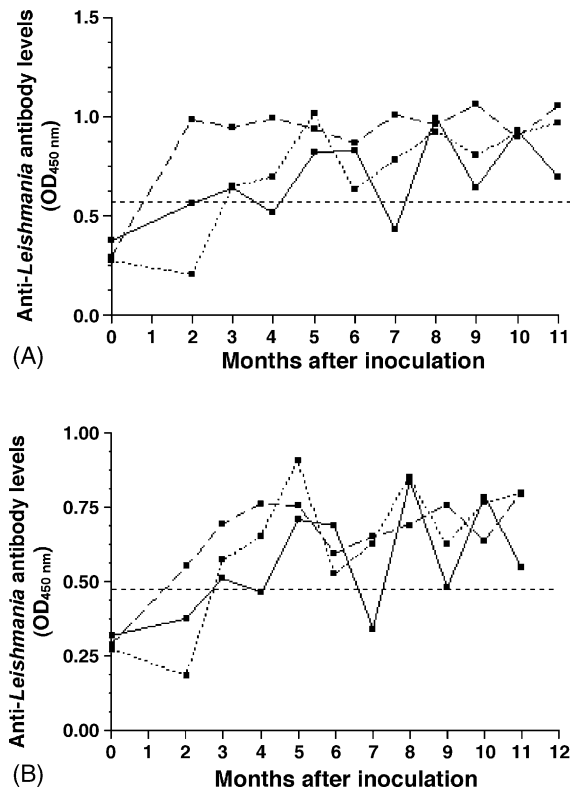 Anti-Leishmania antibody levels
(OD450 nm)
1.5
1.0
0.5
0.0
0 1 2 3 4 5 6 7 8 9 10 11
Months after inoculation
(A)
Anti-Leishmania antibody levels
(OD450 nm)
1.00
0.75
0.50
0.25
0.00
0 1 2 3 4 5 6 7 8 9 10 11 12
Months after inoculation
(B)